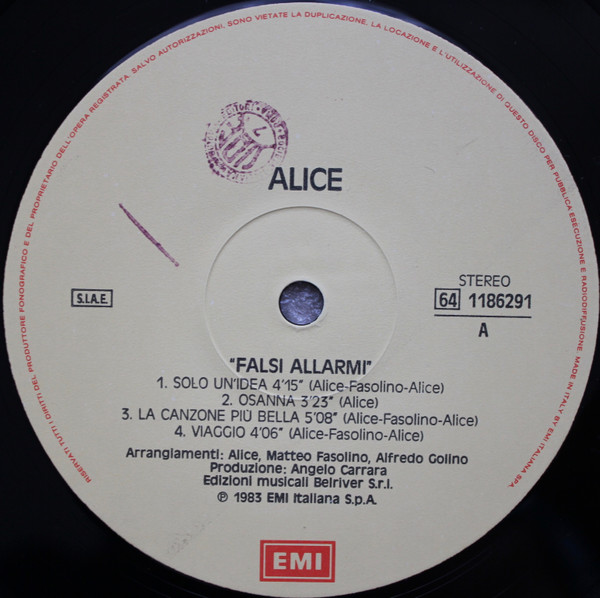 RISERVATI TUTTI I DIRITTI DEL PRODUTTORE FONOGRAFICO E DEL PROPRIETARIO DELL'OPERA REGISTRATA. SALVO AUTORIZZAZIONI, SONO VIETATE LA DUPLICAZIONE, LA LOCAZIONE E L'UTILIZZAZIONE DI QUESTO DISCO PER PUBBLICA ESECUZIONE E RADIODIFFUSIONE. MADE IN ITALY BY EMI ITALIANA SPA.
ALICE
S.I.A.E.
STEREO
64 1186291
A
"FALSI ALLARMI"
1. SOLO UN'IDEA 4'15" (Alice-Fasolino-Alice)
2. OSANNA 3'23" (Alice)
3. LA CANZONE PIÙ BELLA 5'08" (Alice-Fasolino-Alice)
4. VIAGGIO 4'06" (Alice-Fasolino-Alice)
Arrangiamenti: Alice, Matteo Fasolino, Alfredo Golino
Produzione: Angelo Carrara
Edizioni musicali Belriver S.r.l.
℗ 1983 EMI Italiana S.p.A.
EMI